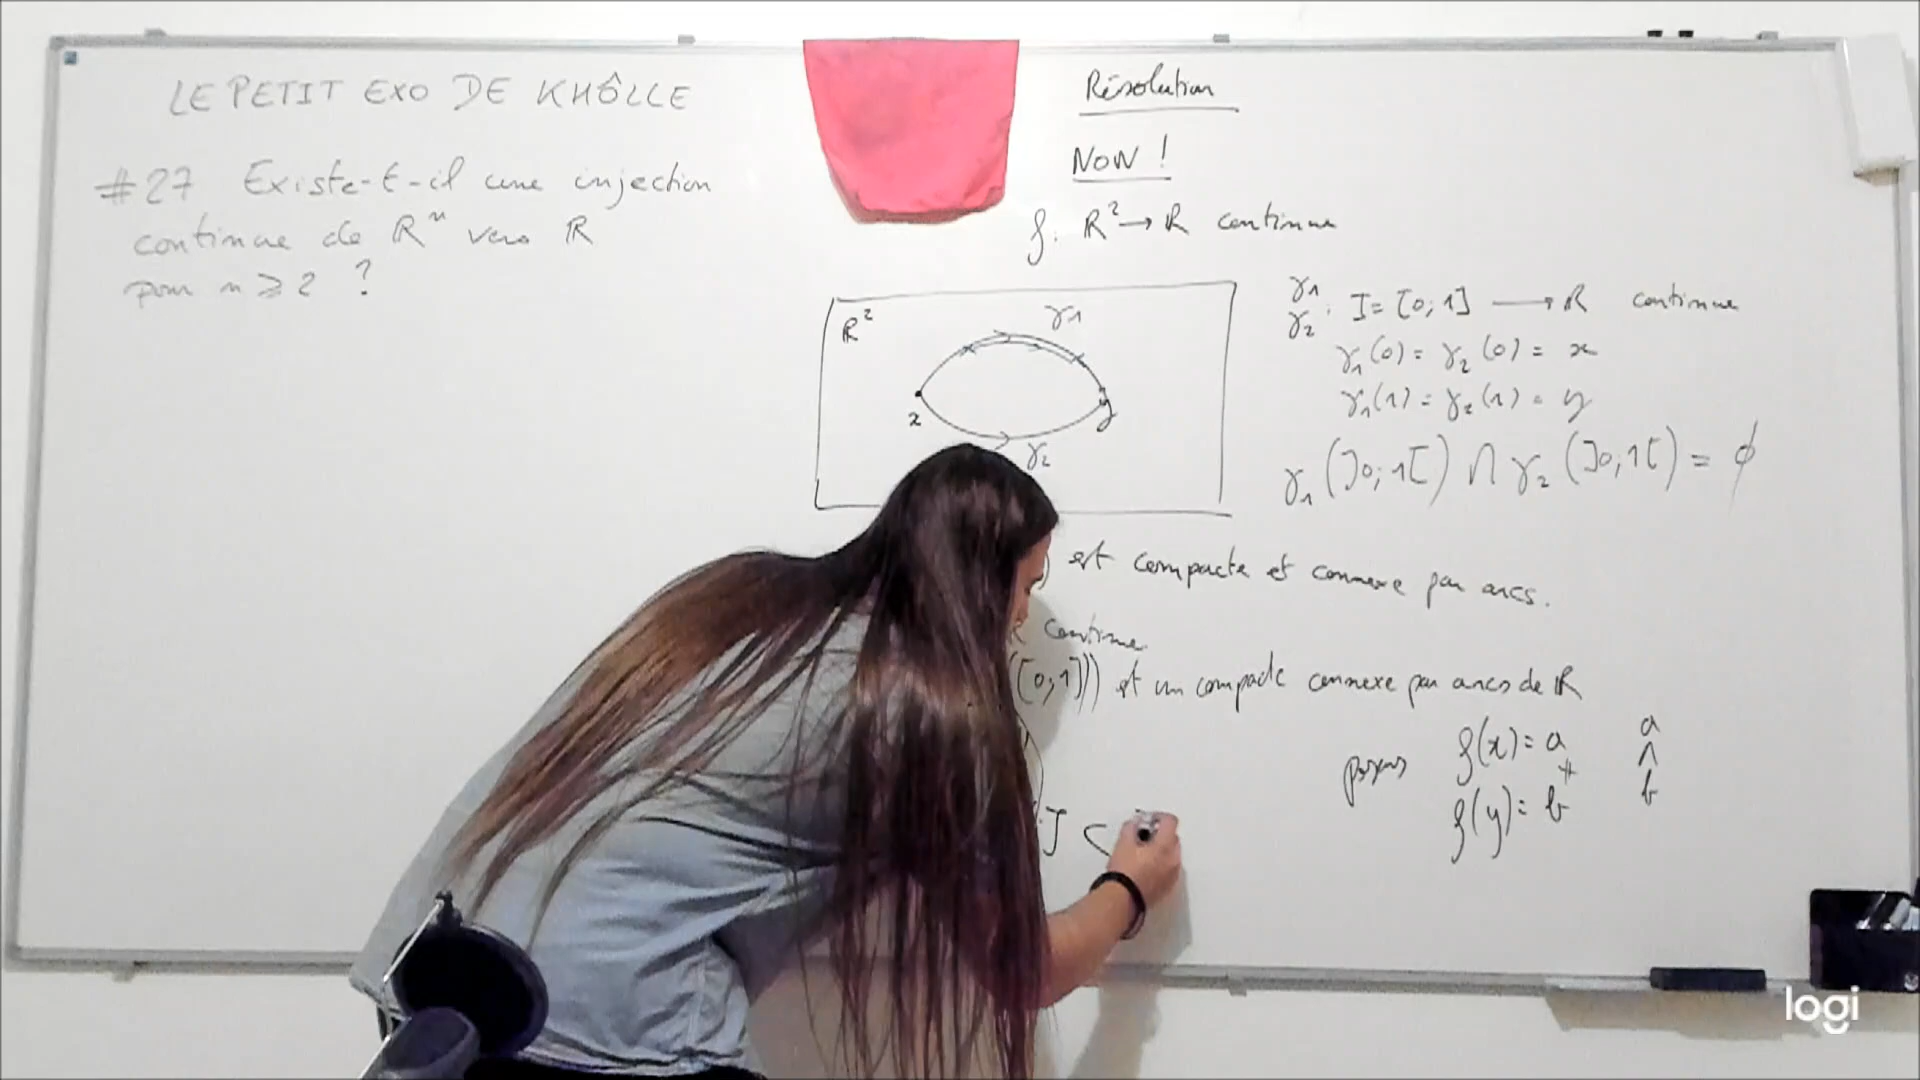 LE PETIT EXO DE KHÔLLE
#27 Existe-t-il une injection
continue de ℝⁿ vers ℝ
pour n ⩾ 2 ?
Résolution
NOW !
f: ℝ² → ℝ continue
ℝ²
γ1
x
y
γ2
γ1
γ2 : I = [0;1] → ℝ continue
γ1(0) = γ2(0) = x
γ1(1) = γ2(1) = y
γ1(]0;1[) ∩ γ2(]0,1[) = ϕ
est compacte et connexe par arcs.
continue
([0;1])) est un compacte connexe par arcs de ℝ
posons f(x) = a
≠
f(y) = b
a
∧
b
J ⊂
logi